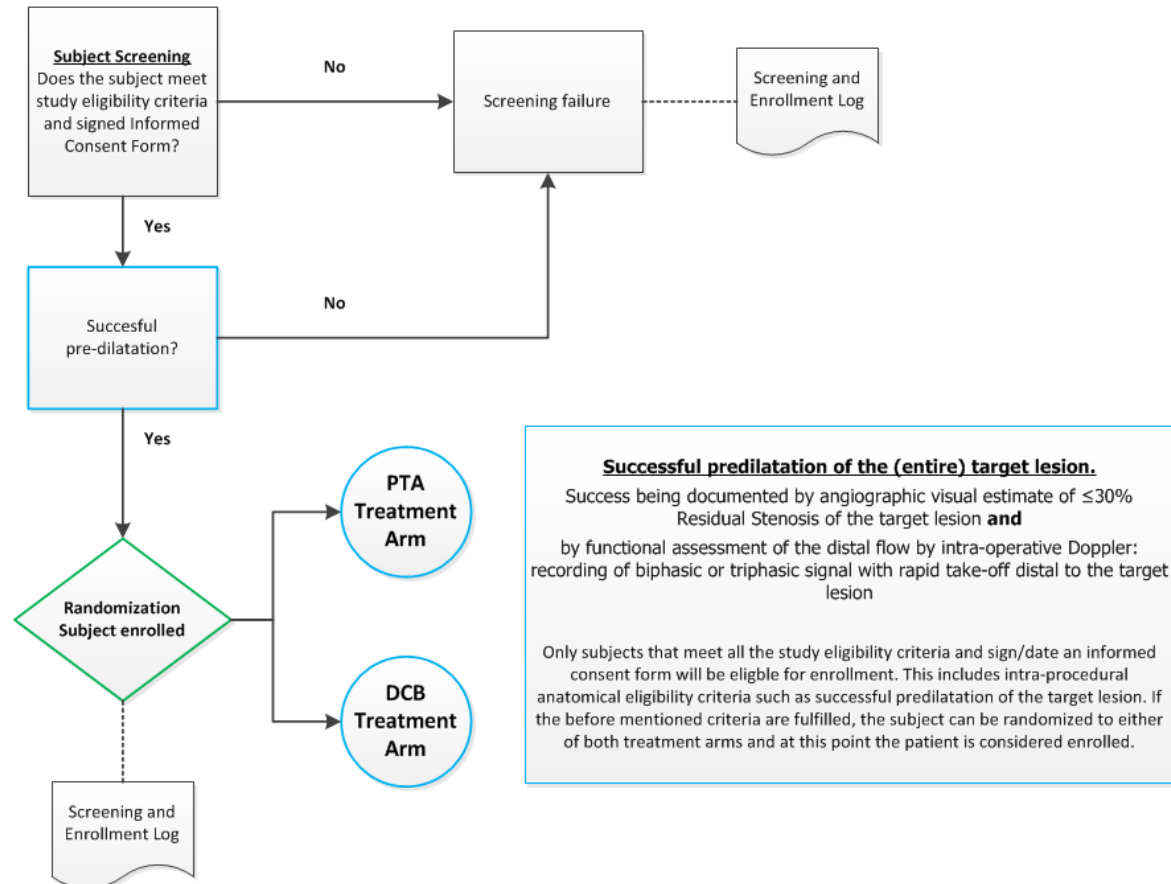 Subject Screening
Does the subject meet
study eligibility criteria
and signed Informed
Consent Form?
No
Screening failure
Screening and
Enrollment Log
Yes
Succesful
pre-dilatation?
No
Yes
Randomization
Subject enrolled
PTA
Treatment
Arm
DCB
Treatment
Arm
Screening and
Enrollment Log
Successful predilatation of the (entire) target lesion.
Success being documented by angiographic visual estimate of ≤30%
Residual Stenosis of the target lesion and
by functional assessment of the distal flow by intra-operative Doppler:
recording of biphasic or triphasic signal with rapid take-off distal to the target
lesion
Only subjects that meet all the study eligibility criteria and sign/date an informed
consent form will be eligble for enrollment. This includes intra-procedural
anatomical eligibility criteria such as successful predilatation of the target lesion. If
the before mentioned criteria are fulfilled, the subject can be randomized to either
of both treatment arms and at this point the patient is considered enrolled.